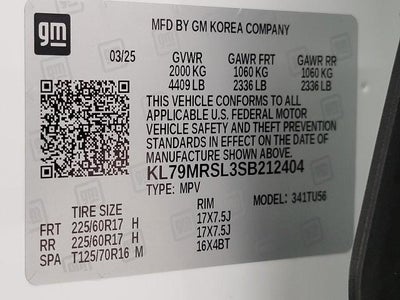 gm
MFD BY GM KOREA COMPANY
03/25 GVWR GAWR FRT GAWR RR
2000 KG 1060 KG 1060 KG
4409 LB 2336 LB 2336 LB
THIS VEHICLE CONFORMS TO ALL
APPLICABLE U.S. FEDERAL MOTOR
VEHICLE SAFETY AND THEFT PREVENTION
STANDARDS IN EFFECT ON THE DATE OF
MANUFACTURE SHOWN ABOVE.
KL79MRSL3SB212404
TYPE: MPV MODEL: 341TU56
TIRE SIZE RIM
FRT 225/60R17 H 17X7.5J
RR 225/60R17 H 17X7.5J
SPA T125/70R16 M 16X4BT